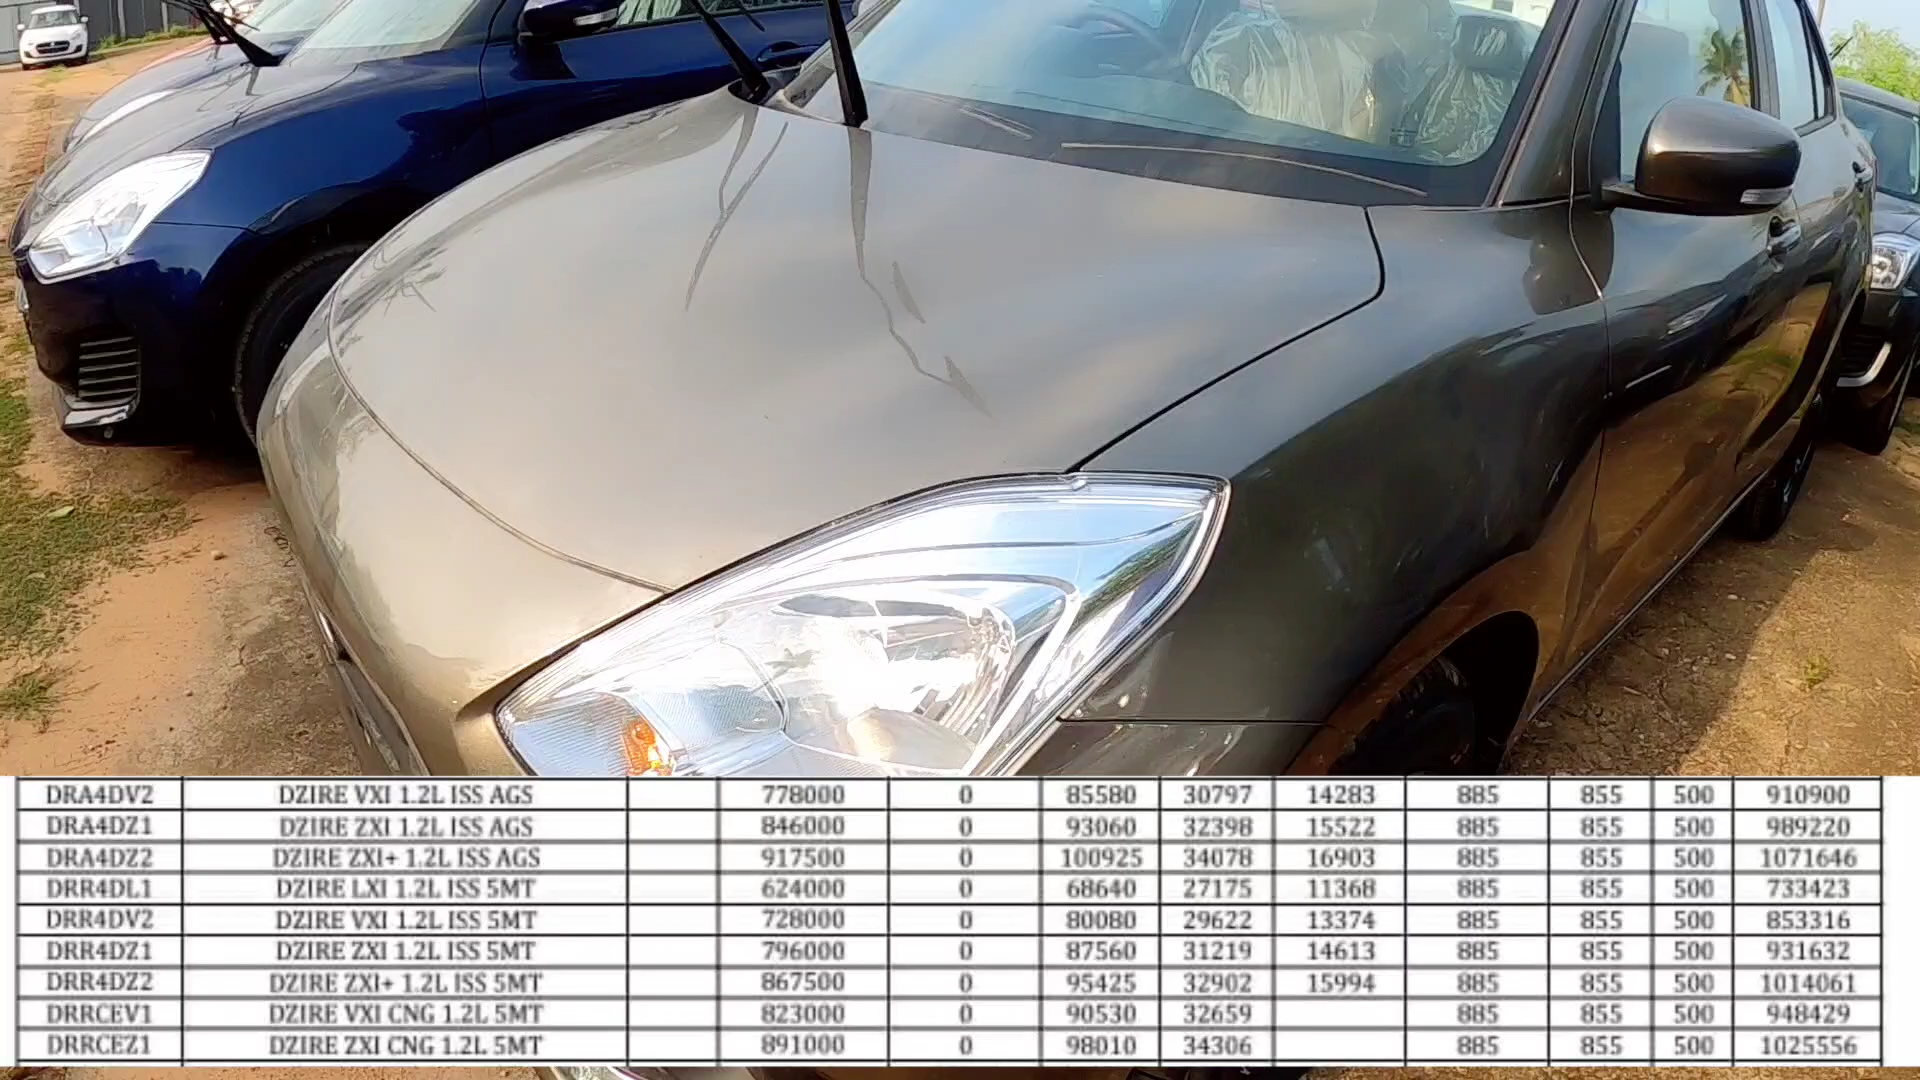 DRA4DV2 DZIRE VXI 1.2L ISS AGS 778000 0 85580 30797 14283 885 855 500 910900
DRA4DZ1 DZIRE ZXI 1.2L ISS AGS 846000 0 93060 32398 15522 885 855 500 989220
DRA4DZ2 DZIRE ZXI+ 1.2L ISS AGS 917500 0 100925 34078 16903 885 855 500 1071646
DRR4DL1 DZIRE LXI 1.2L ISS 5MT 624000 0 68640 27175 11368 885 855 500 733423
DRR4DV2 DZIRE VXI 1.2L ISS 5MT 728000 0 80080 29622 13374 885 855 500 853316
DRR4DZ1 DZIRE ZXI 1.2L ISS 5MT 796000 0 87560 31219 14613 885 855 500 931632
DRR4DZ2 DZIRE ZXI+ 1.2L ISS 5MT 867500 0 95425 32902 15994 885 855 500 1014061
DRRCEV1 DZIRE VXI CNG 1.2L 5MT 823000 0 90530 32659 885 855 500 948429
DRRCEZ1 DZIRE ZXI CNG 1.2L 5MT 891000 0 98010 34306 885 855 500 1025556